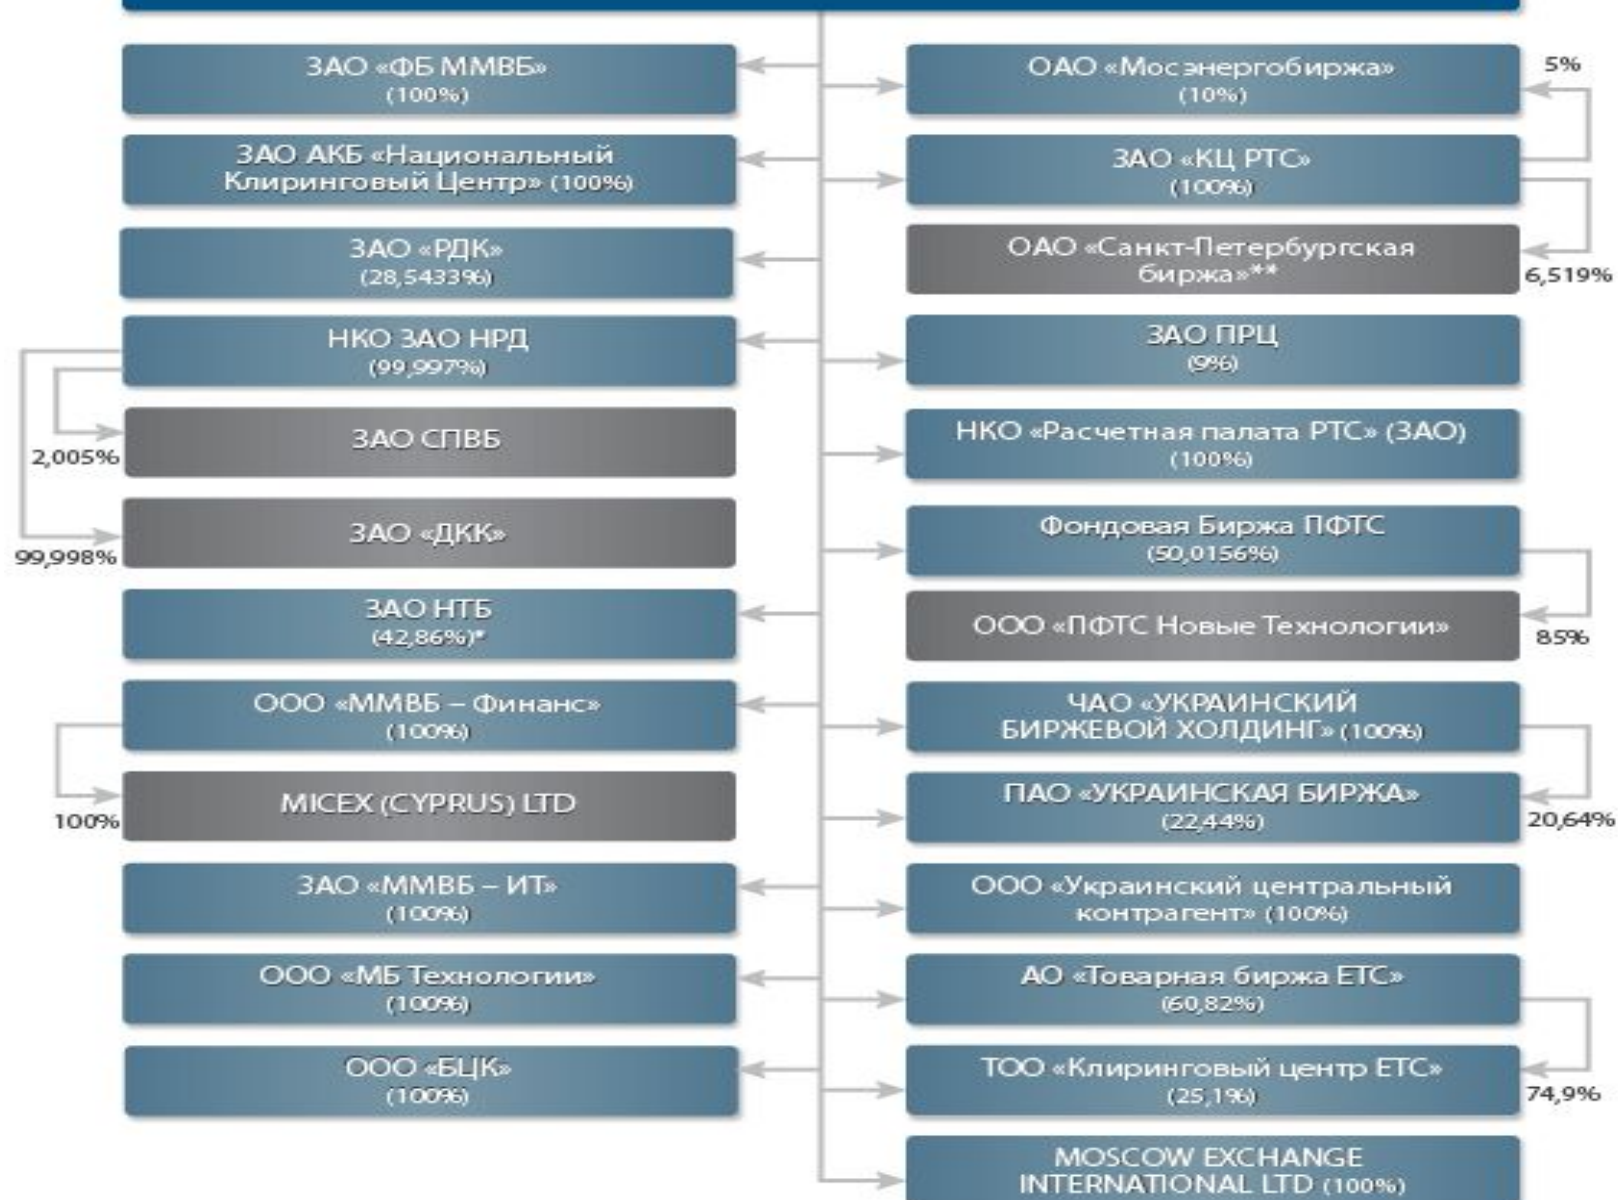 ЗАО «ФБ ММВБ»
(100%)
ЗАО АКБ «Национальный
Клиринговый Центр» (100%)
ЗАО «РДК»
(28,5433%)
НКО ЗАО НРД
(99,997%)
2,005%
ЗАО СПВБ
99,998%
ЗАО «ДКК»
ЗАО НТБ
(42,86%)*
ООО «ММВБ – Финанс»
(100%)
100%
MICEX (CYPRUS) LTD
ЗАО «ММВБ – ИТ»
(100%)
ООО «МБ Технологии»
(100%)
ООО «БЦК»
(100%)
ОАО «Мосэнергобиржа»
(10%)
5%
ЗАО «КЦ РТС»
(100%)
ОАО «Санкт-Петербургская
биржа»**
6,519%
ЗАО ПРЦ
(9%)
НКО «Расчетная палата РТС» (ЗАО)
(100%)
Фондовая Биржа ПФТС
(50,0156%)
ООО «ПФТС Новые Технологии»
85%
ЧАО «УКРАИНСКИЙ
БИРЖЕВОЙ ХОЛДИНГ» (100%)
ПАО «УКРАИНСКАЯ БИРЖА»
(22,44%)
20,64%
ООО «Украинский центральный
контрагент» (100%)
АО «Товарная биржа ЕТС»
(60,82%)
ТОО «Клиринговый центр ЕТС»
(25,1%)
74,9%
MOSCOW EXCHANGE
INTERNATIONAL LTD (100%)